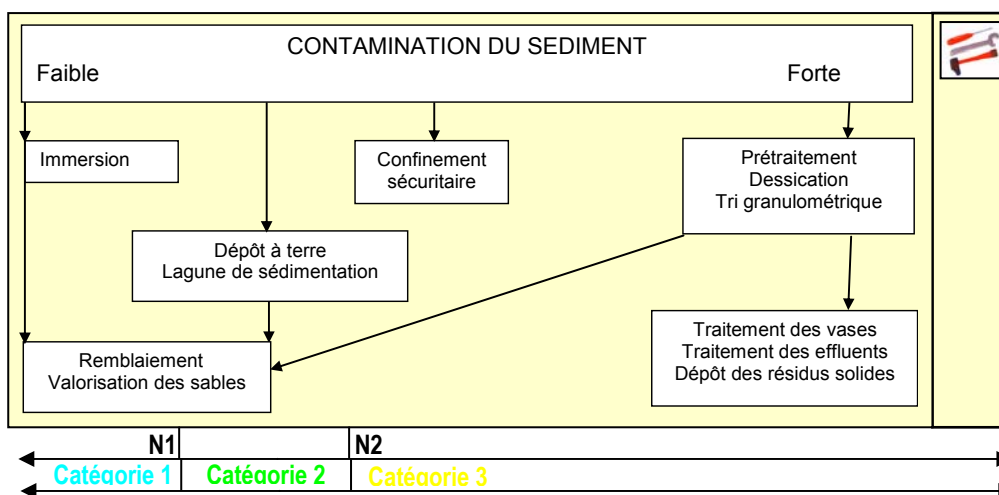 CONTAMINATION DU SEDIMENT
Faible
Forte
Immersion
Confinement
sécuritaire
Prétraitement
Dessication
Tri granulométrique
Dépôt à terre
Lagune de sédimentation
Remblaiement
Valorisation des sables
Traitement des vases
Traitement des effluents
Dépôt des résidus solides
N1
N2
Catégorie 1
Catégorie 2
Catégorie 3